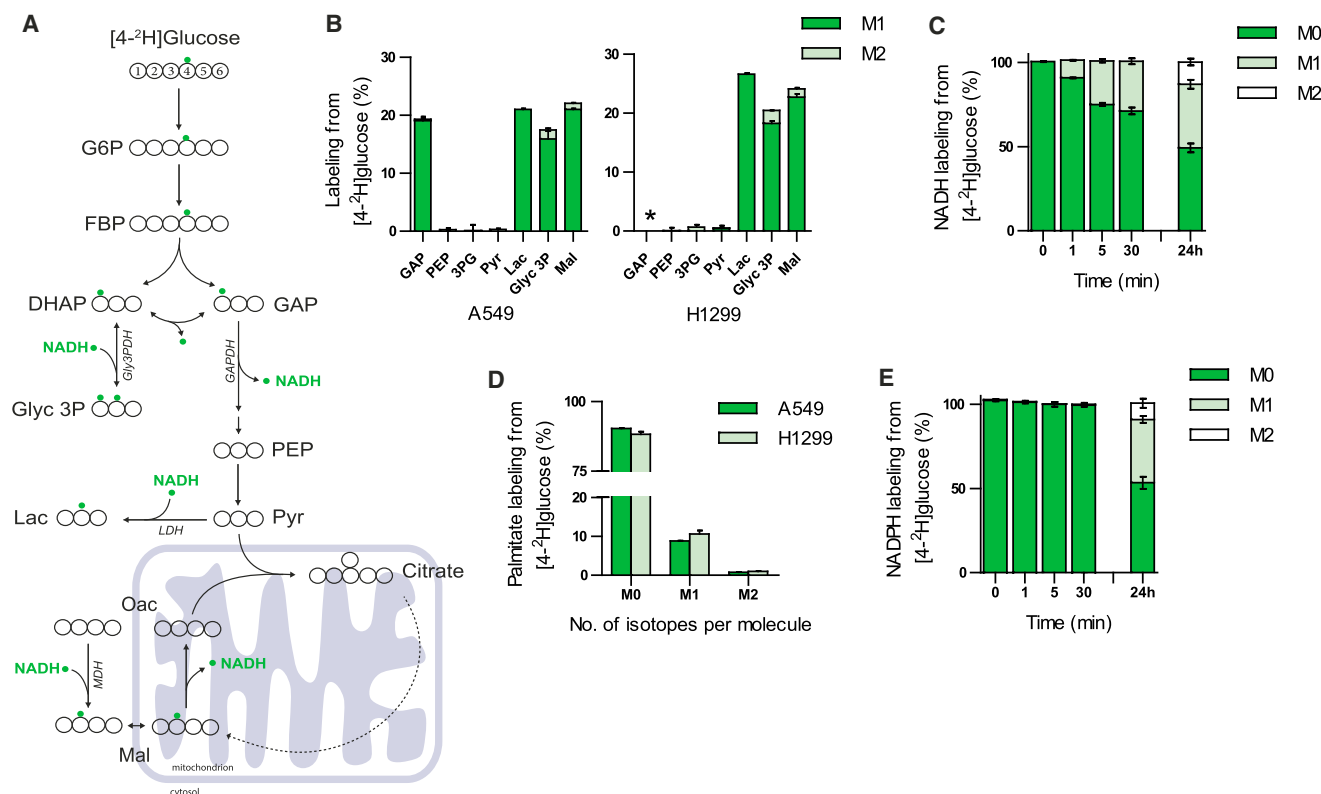 A
[4-²H]Glucose
1 2 3 4 5 6
G6P
FBP
DHAP
GAP
NADH
Gly3PDH
GAPDH
NADH
Glyc 3P
PEP
NADH
Lac
LDH
Pyr
Citrate
Oac
NADH
MDH
NADH
Mal
mitochondrion
cytosol
B
M1
M2
Labeling from
[4-²H]glucose (%)
30
20
10
0
GAP PEP 3PG Pyr Lac Glyc 3P Mal
A549
30
20
10
0
*
GAP PEP 3PG Pyr Lac Glyc 3P Mal
H1299
C
M0
M1
M2
NADH labeling from
[4-²H]glucose (%)
100
50
0
0 1 5 30 24h
Time (min)
D
A549
H1299
Palmitate labeling from
[4-²H]glucose (%)
100
75
20
10
0
M0 M1 M2
No. of isotopes per molecule
E
M0
M1
M2
NADPH labeling from
[4-²H]glucose (%)
100
50
0
0 1 5 30 24h
Time (min)